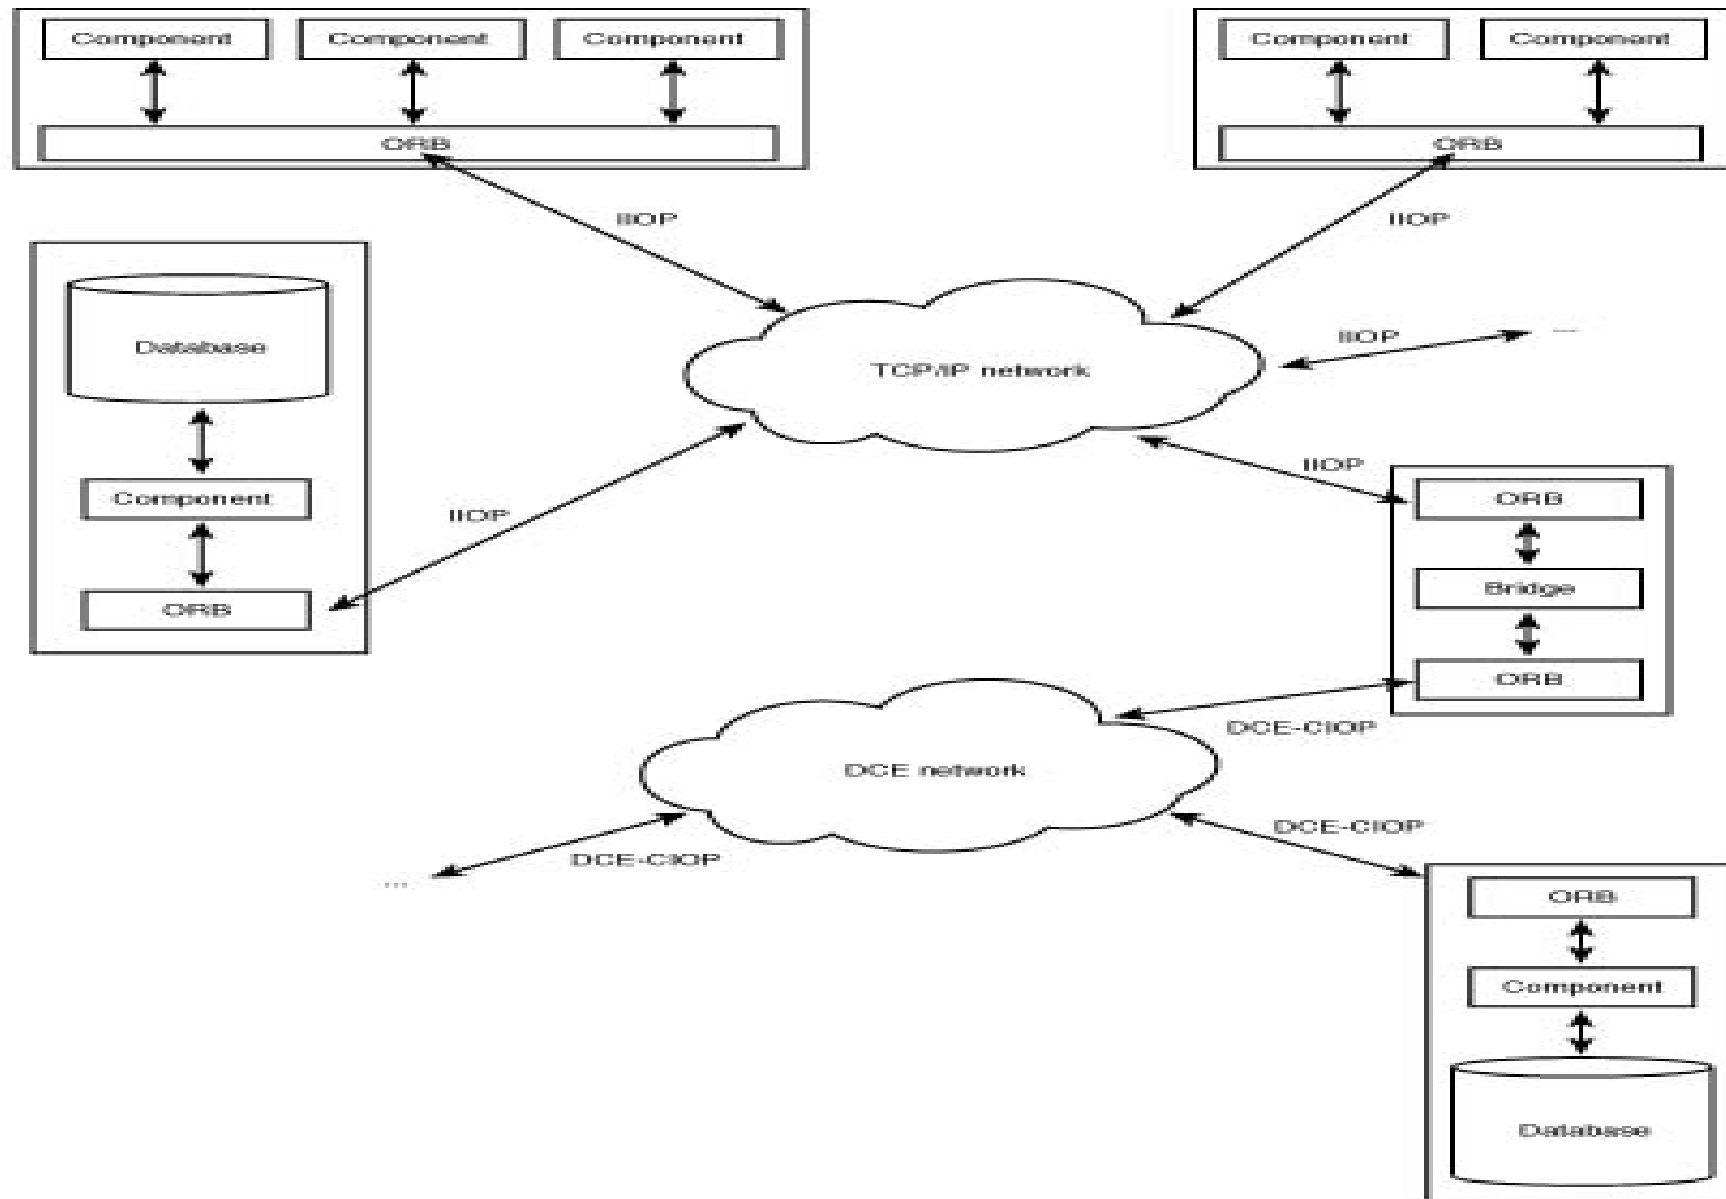 Component Component Component
ORB
Component Component
ORB
IIOP
IIOP
Database
IIOP
...
TCP/IP network
IIOP
Component
IIOP
ORB
ORB
Bridge
ORB
DCE-CIOP
DCE network
DCE-CIOP
DCE-CIOP
...
ORB
Component
Database